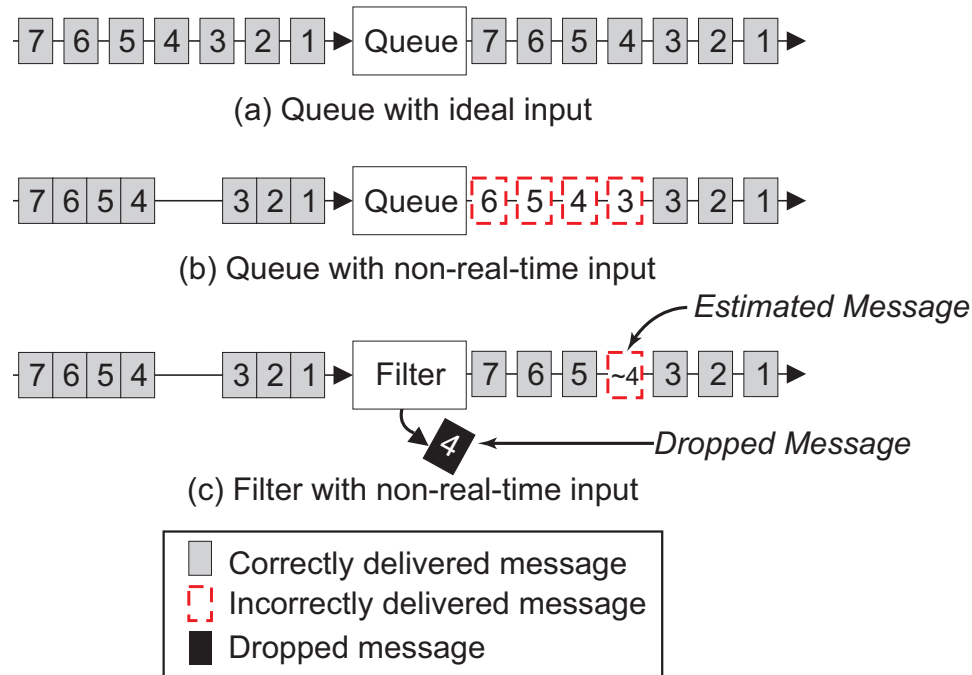 7 6 5 4 3 2 1 Queue 7 6 5 4 3 2 1
(a) Queue with ideal input
7 6 5 4 3 2 1 Queue 6 5 4 3 3 2 1
(b) Queue with non-real-time input
Estimated Message
7 6 5 4 3 2 1 Filter 7 6 5 ~4 3 2 1
4 Dropped Message
(c) Filter with non-real-time input
Correctly delivered message
Incorrectly delivered message
Dropped message